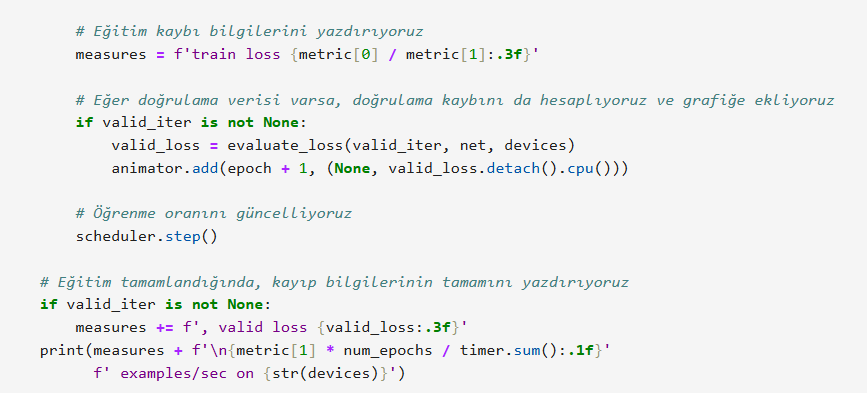 # Eğitim kaybı bilgilerini yazdırıyoruz
measures = f'train loss {metric[0] / metric[1]:.3f}'
# Eğer doğrulama verisi varsa, doğrulama kaybını da hesaplıyoruz ve grafiğe ekliyoruz
if valid_iter is not None:
valid_loss = evaluate_loss(valid_iter, net, devices)
animator.add(epoch + 1, (None, valid_loss.detach().cpu()))
# Öğrenme oranını güncelliyoruz
scheduler.step()
# Eğitim tamamlandığında, kayıp bilgilerinin tamamını yazdırıyoruz
if valid_iter is not None:
measures += f', valid loss {valid_loss:.3f}'
print(measures + f'\n{metric[1] * num_epochs / timer.sum():.1f}'
f' examples/sec on {str(devices)}')